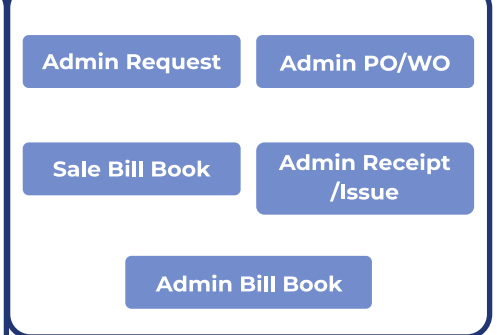 Admin Request
Admin PO/WO
Sale Bill Book
Admin Receipt
/Issue
Admin Bill Book